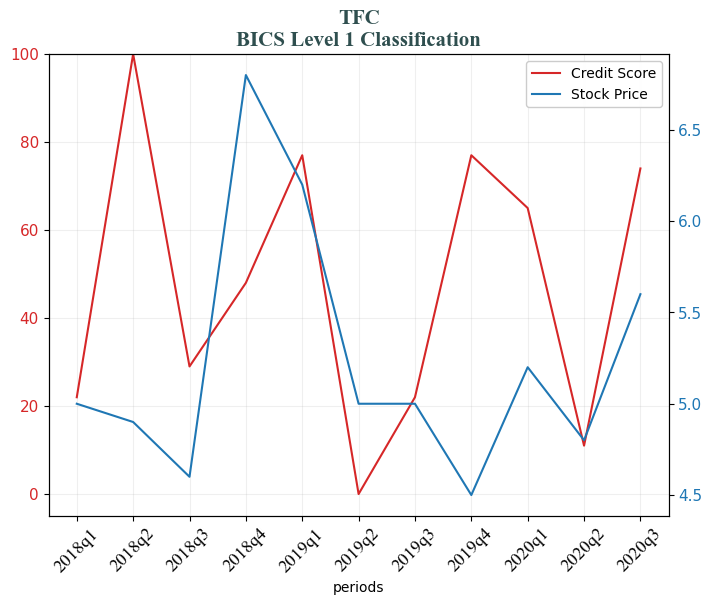 TFC
BICS Level 1 Classification
Credit Score
Stock Price
100
80
60
40
20
0
6.5
6.0
5.5
5.0
4.5
2018q1
2018q2
2018q3
2018q4
2019q1
2019q2
2019q3
2019q4
2020q1
2020q2
2020q3
periods